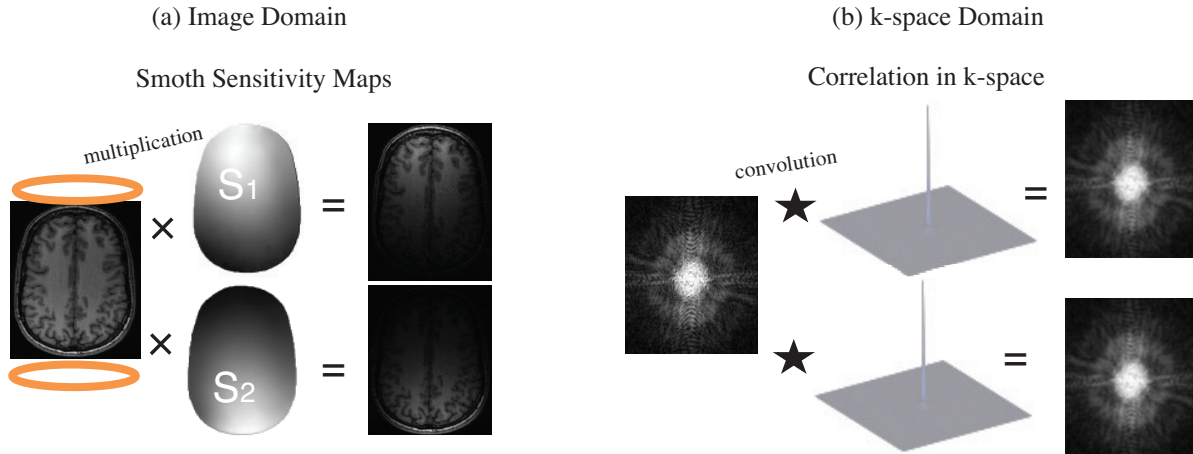 (a) Image Domain
Smoth Sensitivity Maps
multiplication
S1
×
=
S2
×
=
(b) k-space Domain
Correlation in k-space
convolution
★
=
★
=